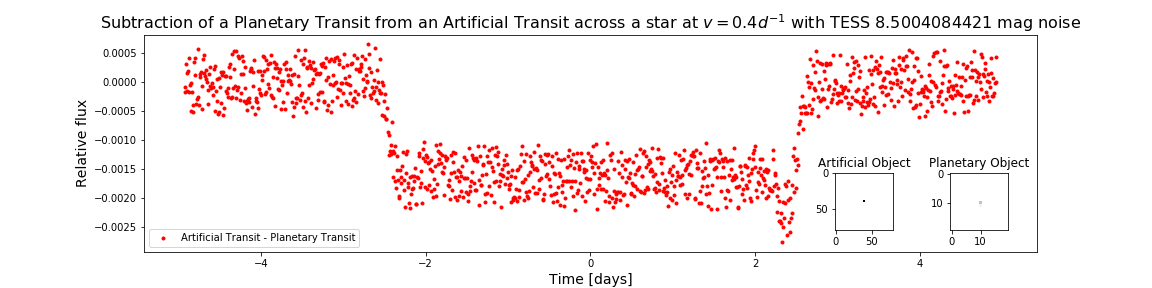 Subtraction of a Planetary Transit from an Artificial Transit across a star at v = 0.4d⁻¹ with TESS 8.5004084421 mag noise
Relative flux
0.0005
0.0000
−0.0005
−0.0010
−0.0015
−0.0020
−0.0025
Artificial Transit - Planetary Transit
Artificial Object
0
50
0 50
Planetary Object
0
10
0 10
−4 −2 0 2 4
Time [days]